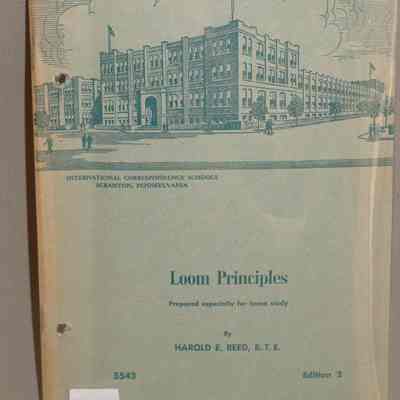 INTERNATIONAL CORRESPONDENCE SCHOOLS
SCRANTON, PENNSYLVANIA
Loom Principles
Prepared especially for home study
By
HAROLD E. REED, B.T.E.
5543
Edition 2